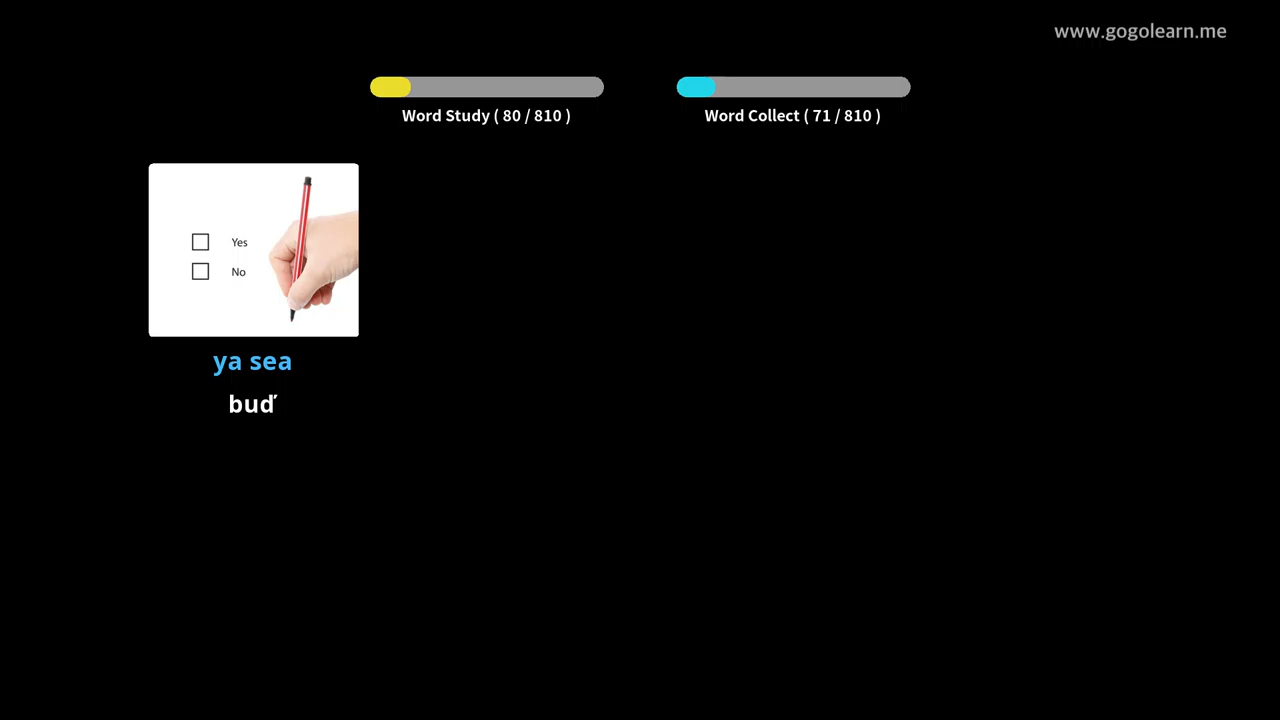 www.gogolearn.me
Word Study ( 80 / 810 )
Word Collect ( 71 / 810 )
Yes
No
ya sea
buď